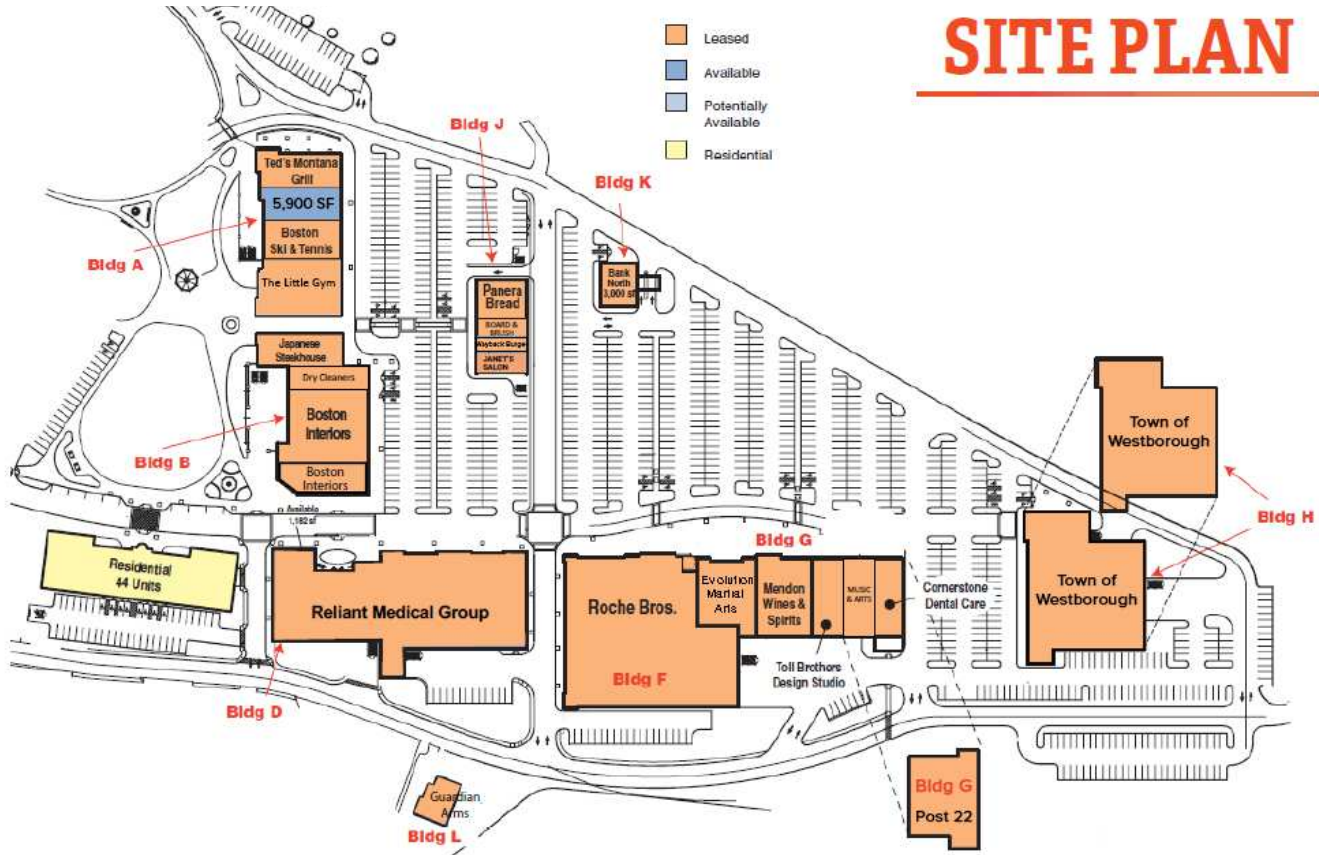 SITE PLAN
Leased
Available
Potentially
Available
Residential
Bldg J
Bldg K
Bldg A
Ted's Montana
Grill
5,900 SF
Boston
Ski & Tennis
The Little Gym
Panera
Bread
BOARD &
BRUSH
Wayback Burger
JANET'S
SALON
Bank
North
3,000 sf
Japanese
Steakhouse
Dry Cleaners
Boston
Interiors
Boston
Interiors
Bldg B
Town of
Westborough
Bldg H
Town of
Westborough
Available
1,182 sf
Residential
44 Units
Reliant Medical Group
Bldg D
Bldg G
Roche Bros.
Evolution
Martial
Arts
Mendon
Wines &
Spirits
MUSIC
& ARTS
Cornerstone
Dental Care
Toll Brothers
Design Studio
Bldg F
Guardian
Arms
Bldg L
Bldg G
Post 22